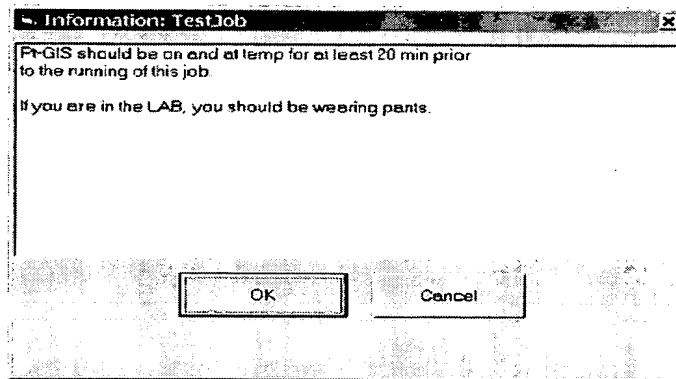 Information: TestJob
Pt-GIS should be on and at temp for at least 20 min prior
to the running of this job.
If you are in the LAB, you should be wearing pants.
OK
Cancel